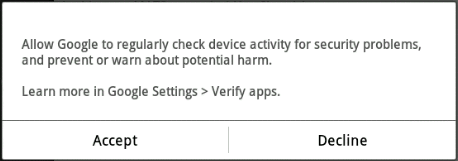 Allow Google to regularly check device activity for security problems,
and prevent or warn about potential harm.
Learn more in Google Settings > Verify apps.
Accept
Decline